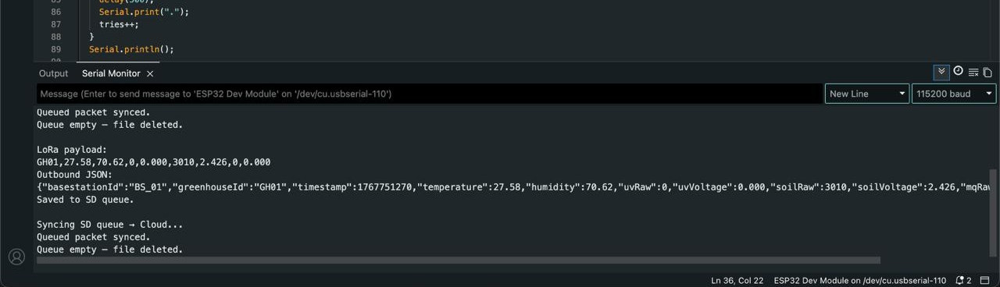 85 delay(500);
86 Serial.print(".");
87 tries++;
88 }
89 Serial.println();
90
Output Serial Monitor
Message (Enter to send message to 'ESP32 Dev Module' on '/dev/cu.usbserial-110')
New Line
115200 baud
Queued packet synced.
Queue empty — file deleted.
LoRa payload:
GH01,27.58,70.62,0,0.000,3010,2.426,0,0.000
Outbound JSON:
{"basestationId":"BS_01","greenhouseId":"GH01","timestamp":1767751270,"temperature":27.58,"humidity":70.62,"uvRaw":0,"uvVoltage":0.000,"soilRaw":3010,"soilVoltage":2.426,"mqRaw
Saved to SD queue.
Syncing SD queue → Cloud...
Queued packet synced.
Queue empty — file deleted.
Ln 36, Col 22 ESP32 Dev Module on /dev/cu.usbserial-110 2